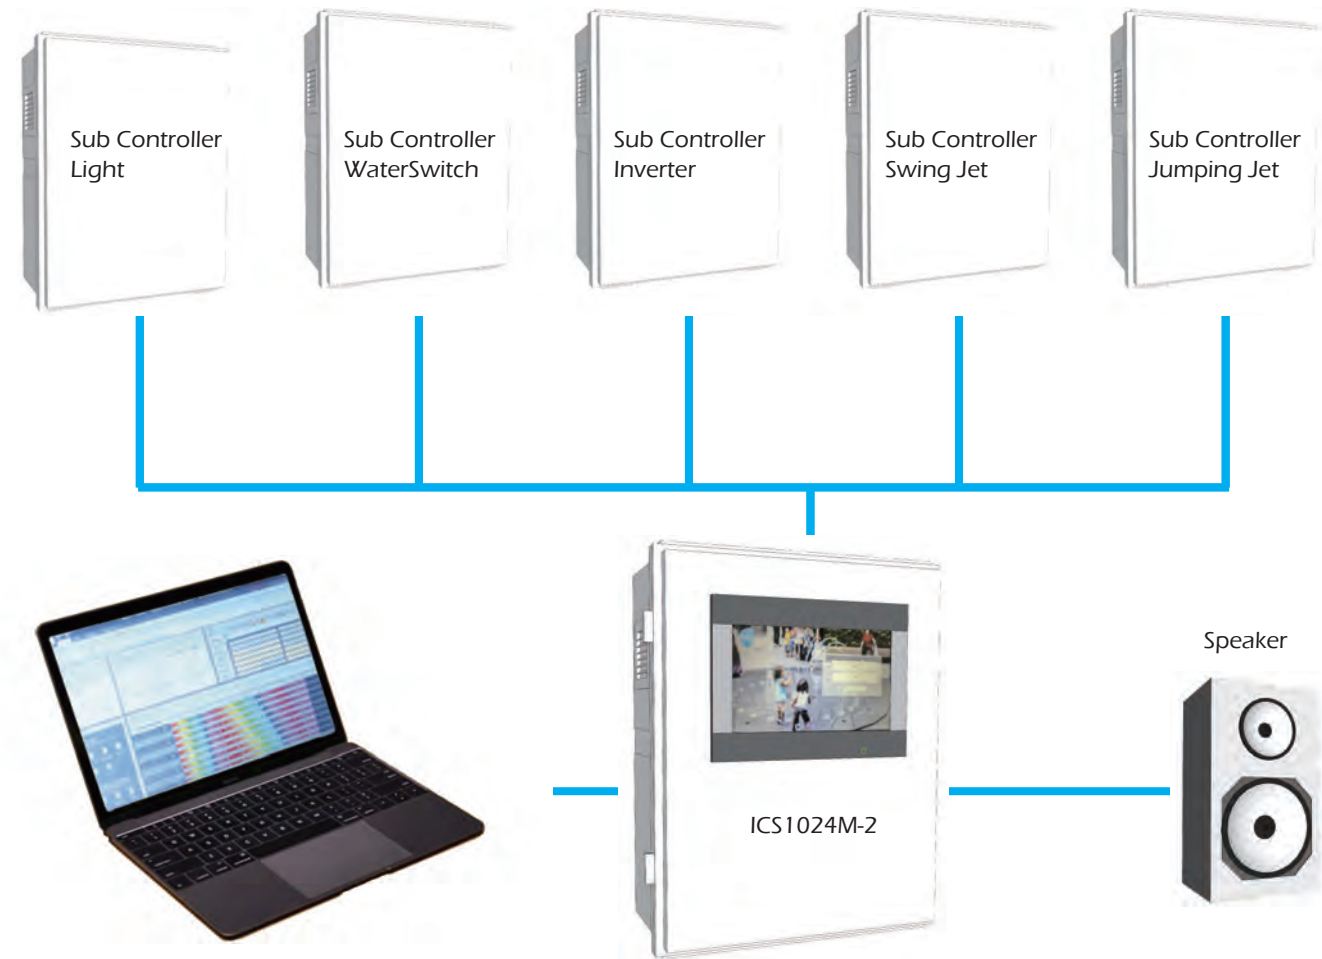 Sub Controller
Light
Sub Controller
WaterSwitch
Sub Controller
Inverter
Sub Controller
Swing Jet
Sub Controller
Jumping Jet
Speaker
ICS1024M-2